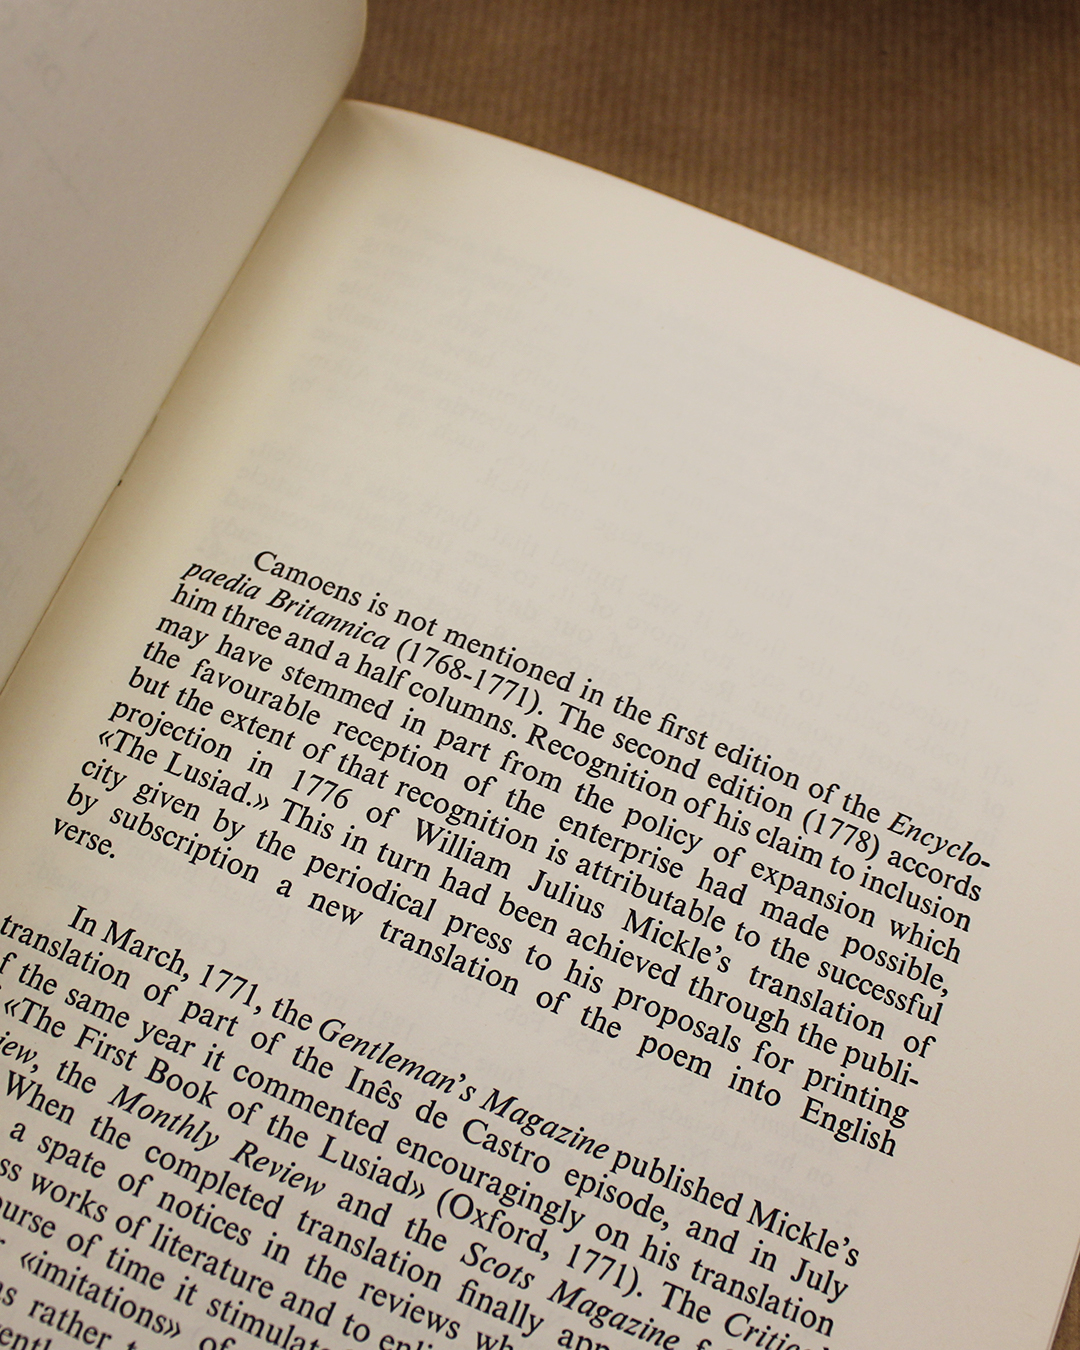 Camoens is not mentioned in the first edition of the Encyclo-
paedia Britannica (1768-1771). The second edition (1778) accords
him three and a half columns. Recognition of his claim to inclusion
may have stemmed in part from the policy of expansion which
the favourable reception of the enterprise had made possible,
but the extent of that recognition is attributable to the successful
projection in 1776 of William Julius Mickle's translation of
«The Lusiad.» This in turn had been achieved through the publi-
city given by the periodical press to his proposals for printing
by subscription a new translation of the poem into English
verse.
In March, 1771, the Gentleman's Magazine published Mickle's
translation of part of the Inês de Castro episode, and in July
the same year it commented encouragingly on his translation
«The First Book of the Lusiad» (Oxford, 1771). The
the Monthly Review and the Scots Magazine
When the completed translation finally
a spate of notices in the reviews
works of literature and to
of time it
«imitations» of
rather